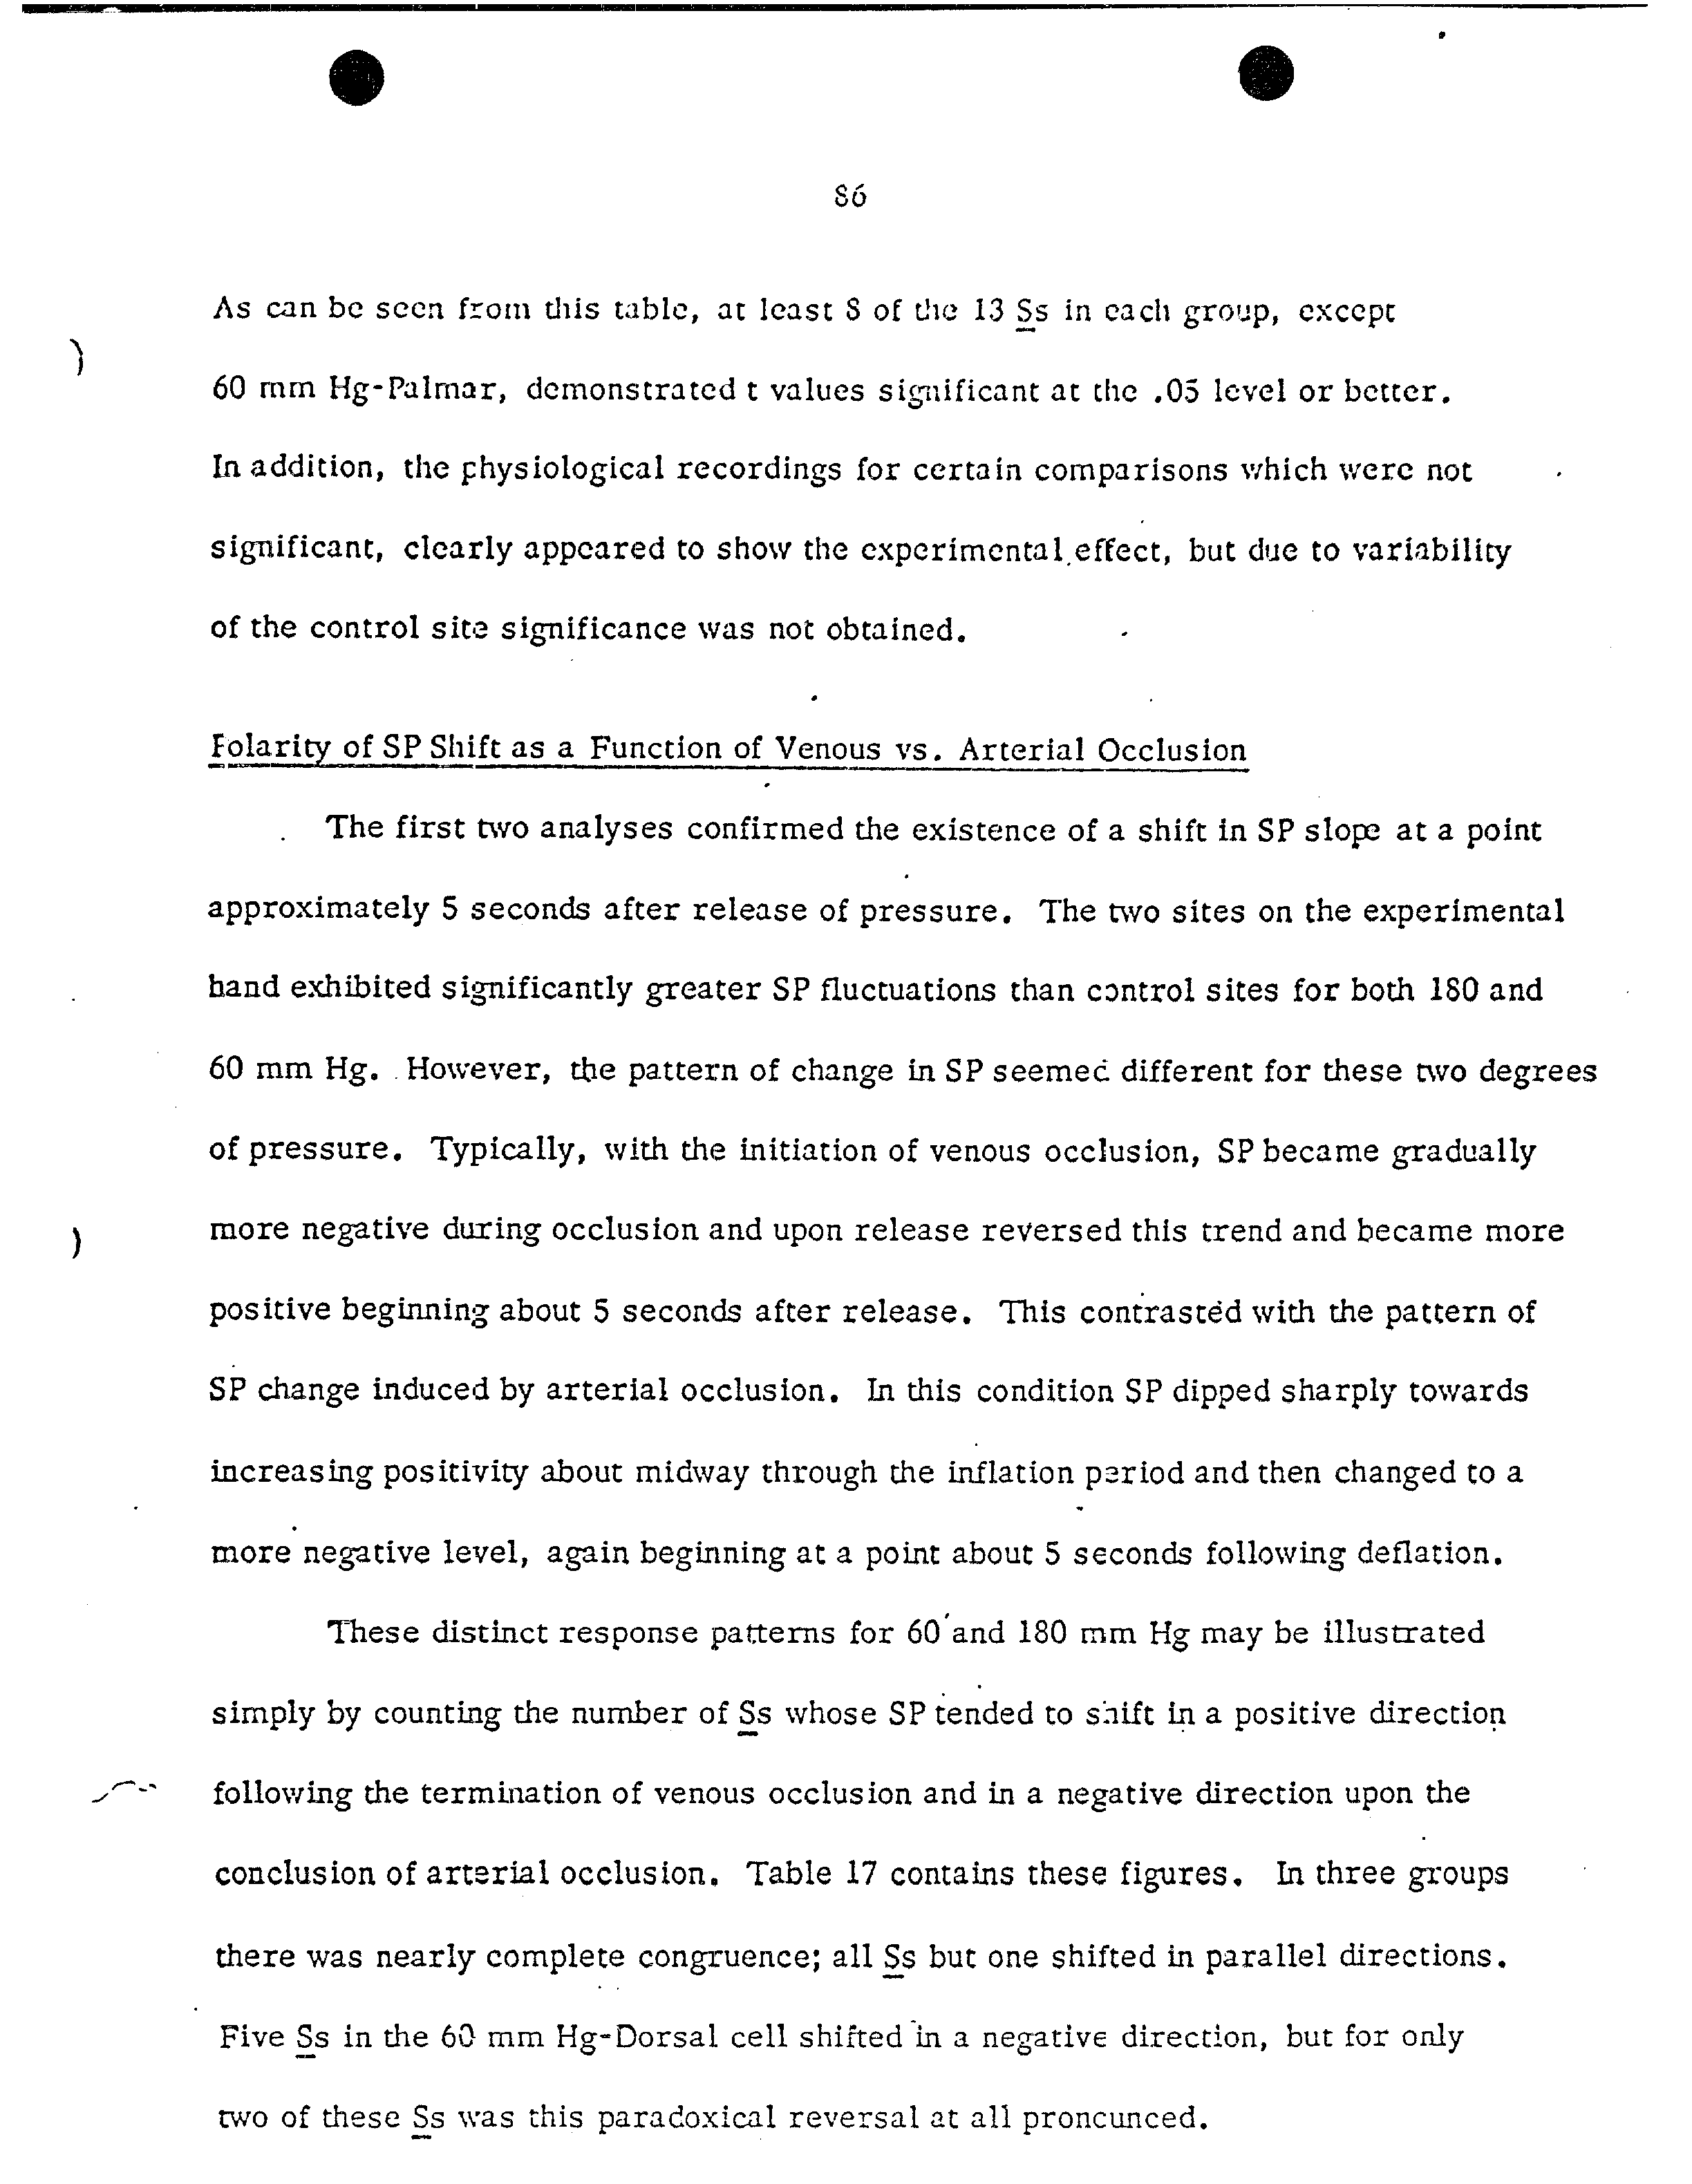 86
As can be seen from this table, at least 8 of the 13 Ss in each group, except
60 mm Hg-Palmar, demonstrated t values significant at the .05 level or better.
In addition, the physiological recordings for certain comparisons which were not
significant, clearly appeared to show the experimental effect, but due to variability
of the control site significance was not obtained.
Polarity of SP Shift as a Function of Venous vs. Arterial Occlusion
The first two analyses confirmed the existence of a shift in SP slope at a point
approximately 5 seconds after release of pressure. The two sites on the experimental
hand exhibited significantly greater SP fluctuations than control sites for both 180 and
60 mm Hg. However, the pattern of change in SP seemed different for these two degrees
of pressure. Typically, with the initiation of venous occlusion, SP became gradually
more negative during occlusion and upon release reversed this trend and became more
positive beginning about 5 seconds after release. This contrasted with the pattern of
SP change induced by arterial occlusion. In this condition SP dipped sharply towards
increasing positivity about midway through the inflation period and then changed to a
more negative level, again beginning at a point about 5 seconds following deflation.
These distinct response patterns for 60 and 180 mm Hg may be illustrated
simply by counting the number of Ss whose SP tended to shift in a positive direction
following the termination of venous occlusion and in a negative direction upon the
conclusion of arterial occlusion. Table 17 contains these figures. In three groups
there was nearly complete congruence; all Ss but one shifted in parallel directions.
Five Ss in the 60 mm Hg-Dorsal cell shifted in a negative direction, but for only
two of these Ss was this paradoxical reversal at all pronounced.